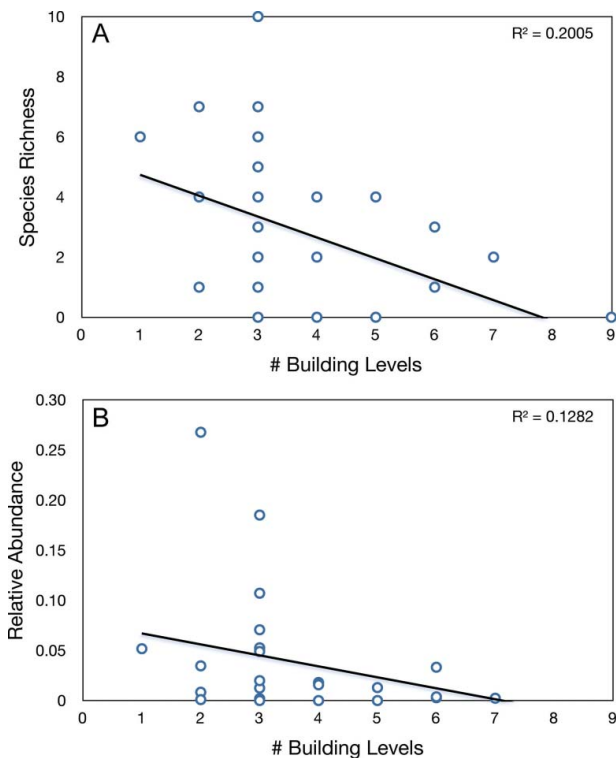 A
R² = 0.2005
Species Richness
10
8
6
4
2
0
0 1 2 3 4 5 6 7 8 9
# Building Levels
B
R² = 0.1282
Relative Abundance
0.30
0.25
0.20
0.15
0.10
0.05
0
0 1 2 3 4 5 6 7 8 9
# Building Levels